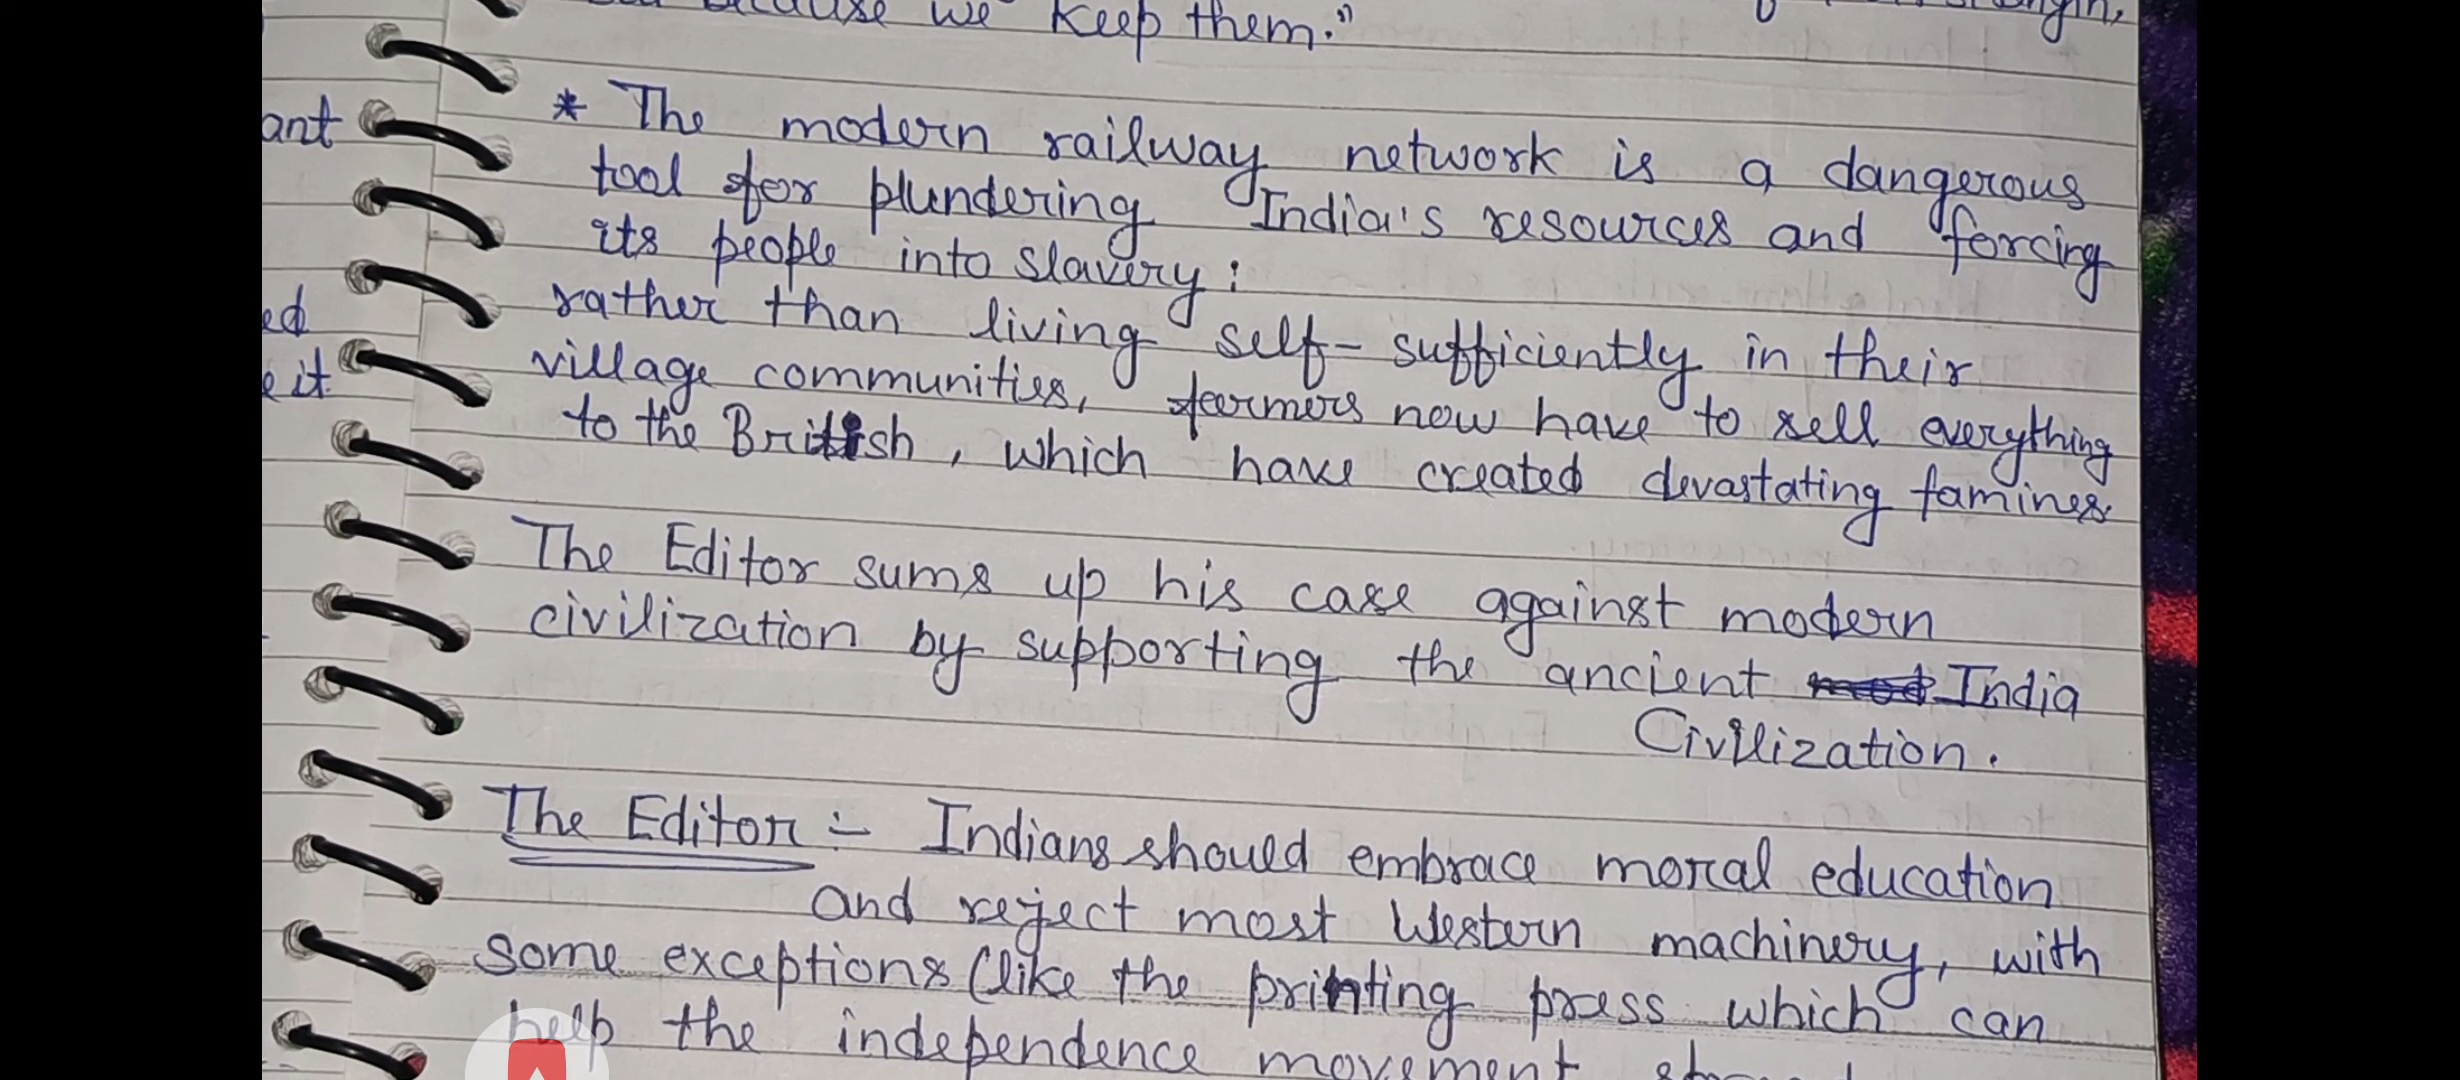 because we keep them."
ant
* The modern railway network is a dangerous
tool for plundering India's resources and forcing
its people into slavery:
rather than living self-sufficiently in their
ed
village communities, farmers now have to sell everything
e it
to the British, which have created devastating famines.
The Editor sums up his case against modern
civilization by supporting the ancient India
Civilization.
The Editor :- Indians should embrace moral education
and reject most Western machinery, with
some exceptions (like the printing press which can
help the independence movement